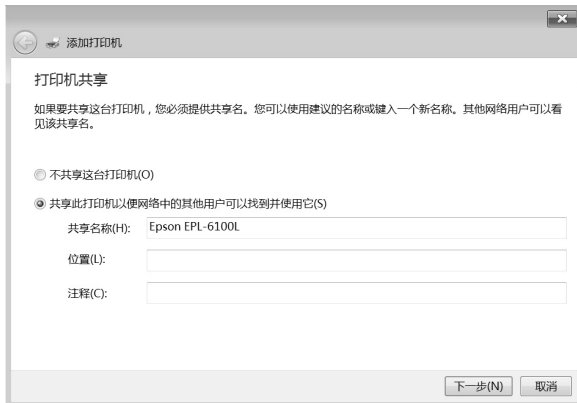 添加打印机
打印机共享
如果要共享这台打印机，您必须提供共享名。您可以使用建议的名称或键入一个新名称。其他网络用户可以看
见该共享名。
不共享这台打印机(O)
共享此打印机以便网络中的其他用户可以找到并使用它(S)
共享名称(H): Epson EPL-6100L
位置(L):
注释(C):
下一步(N) 取消